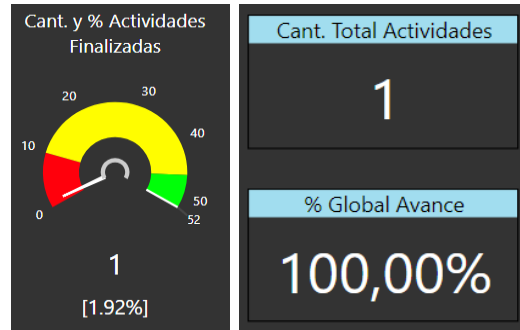 Cant. y % Actividades
Finalizadas
0
10
20
30
40
50
52
1
[1.92%]
Cant. Total Actividades
1
% Global Avance
100,00%